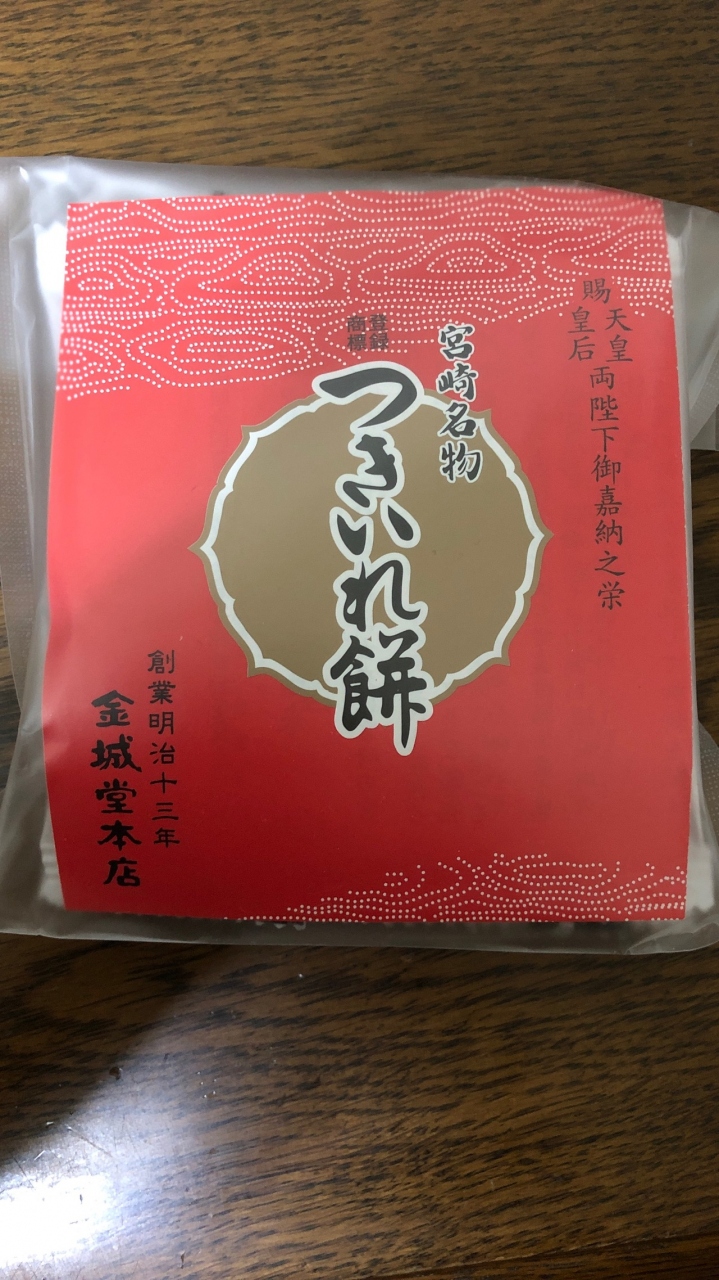 賜天皇皇后両陛下御嘉納之栄
宮崎名物
登録
商標
つきいれ餅
創業明治十三年
金城堂本店